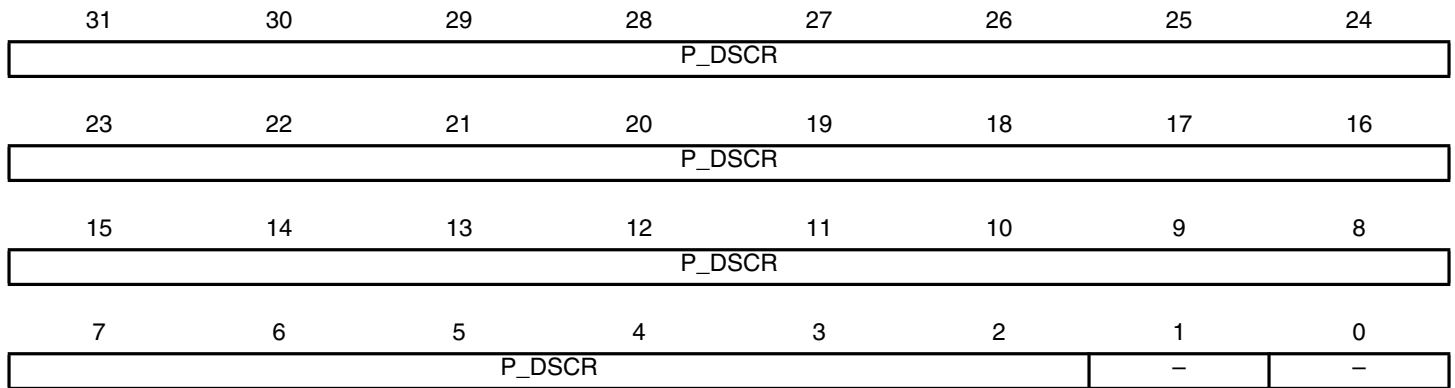 31 30 29 28 27 26 25 24
P_DSCR
23 22 21 20 19 18 17 16
P_DSCR
15 14 13 12 11 10 9 8
P_DSCR
7 6 5 4 3 2 1 0
P_DSCR – –